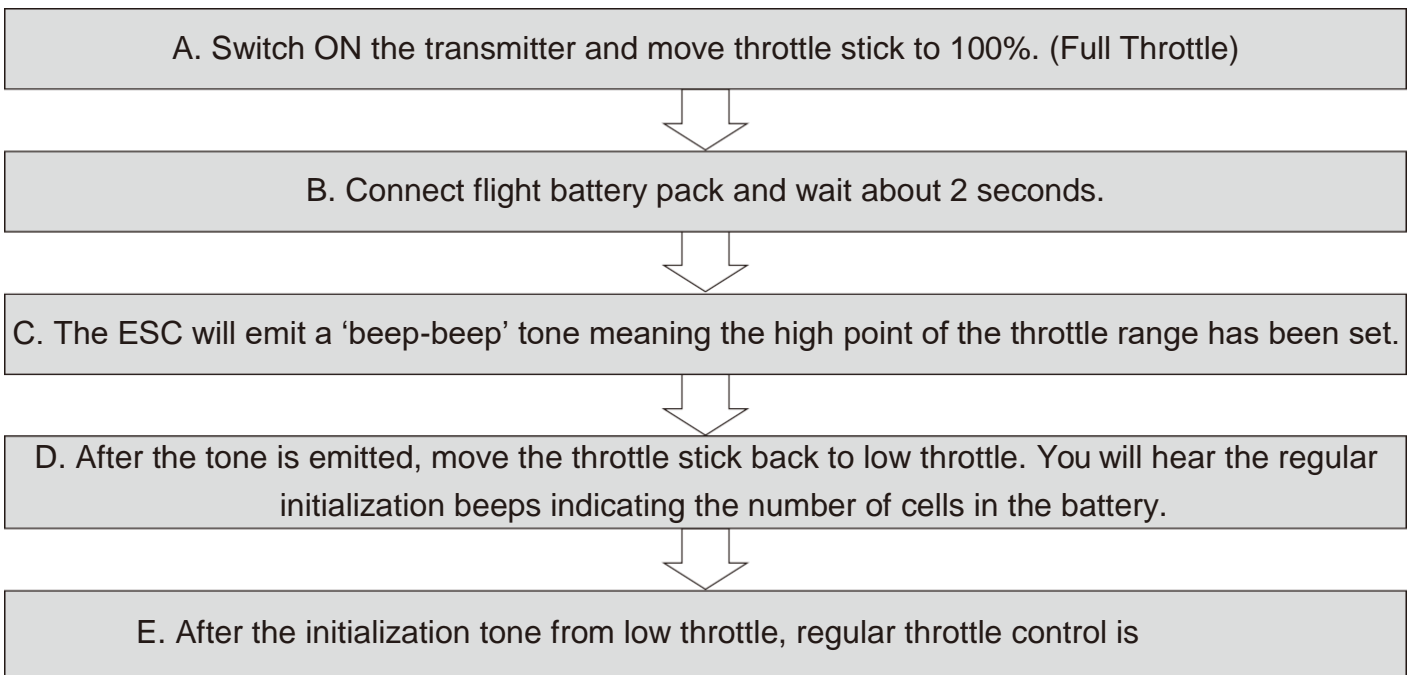 A. Switch ON the transmitter and move throttle stick to 100%. (Full Throttle)
B. Connect flight battery pack and wait about 2 seconds.
C. The ESC will emit a ‘beep-beep’ tone meaning the high point of the throttle range has been set.
D. After the tone is emitted, move the throttle stick back to low throttle. You will hear the regular
initialization beeps indicating the number of cells in the battery.
E. After the initialization tone from low throttle, regular throttle control is